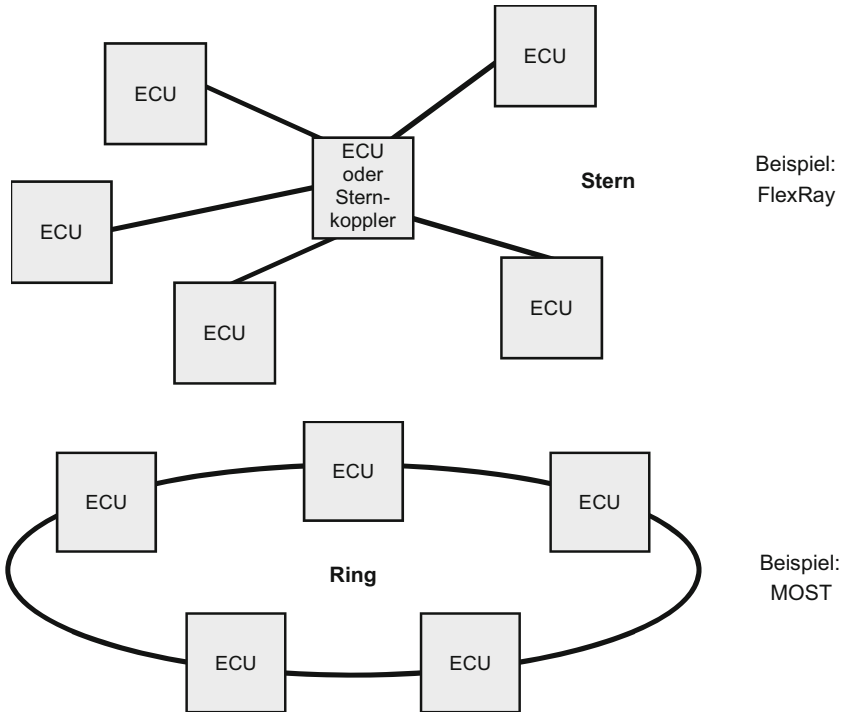 ECU
ECU
ECU
oder
Stern-
koppler
Stern
Beispiel:
FlexRay
ECU
ECU
ECU
ECU
ECU
ECU
Ring
Beispiel:
MOST
ECU
ECU